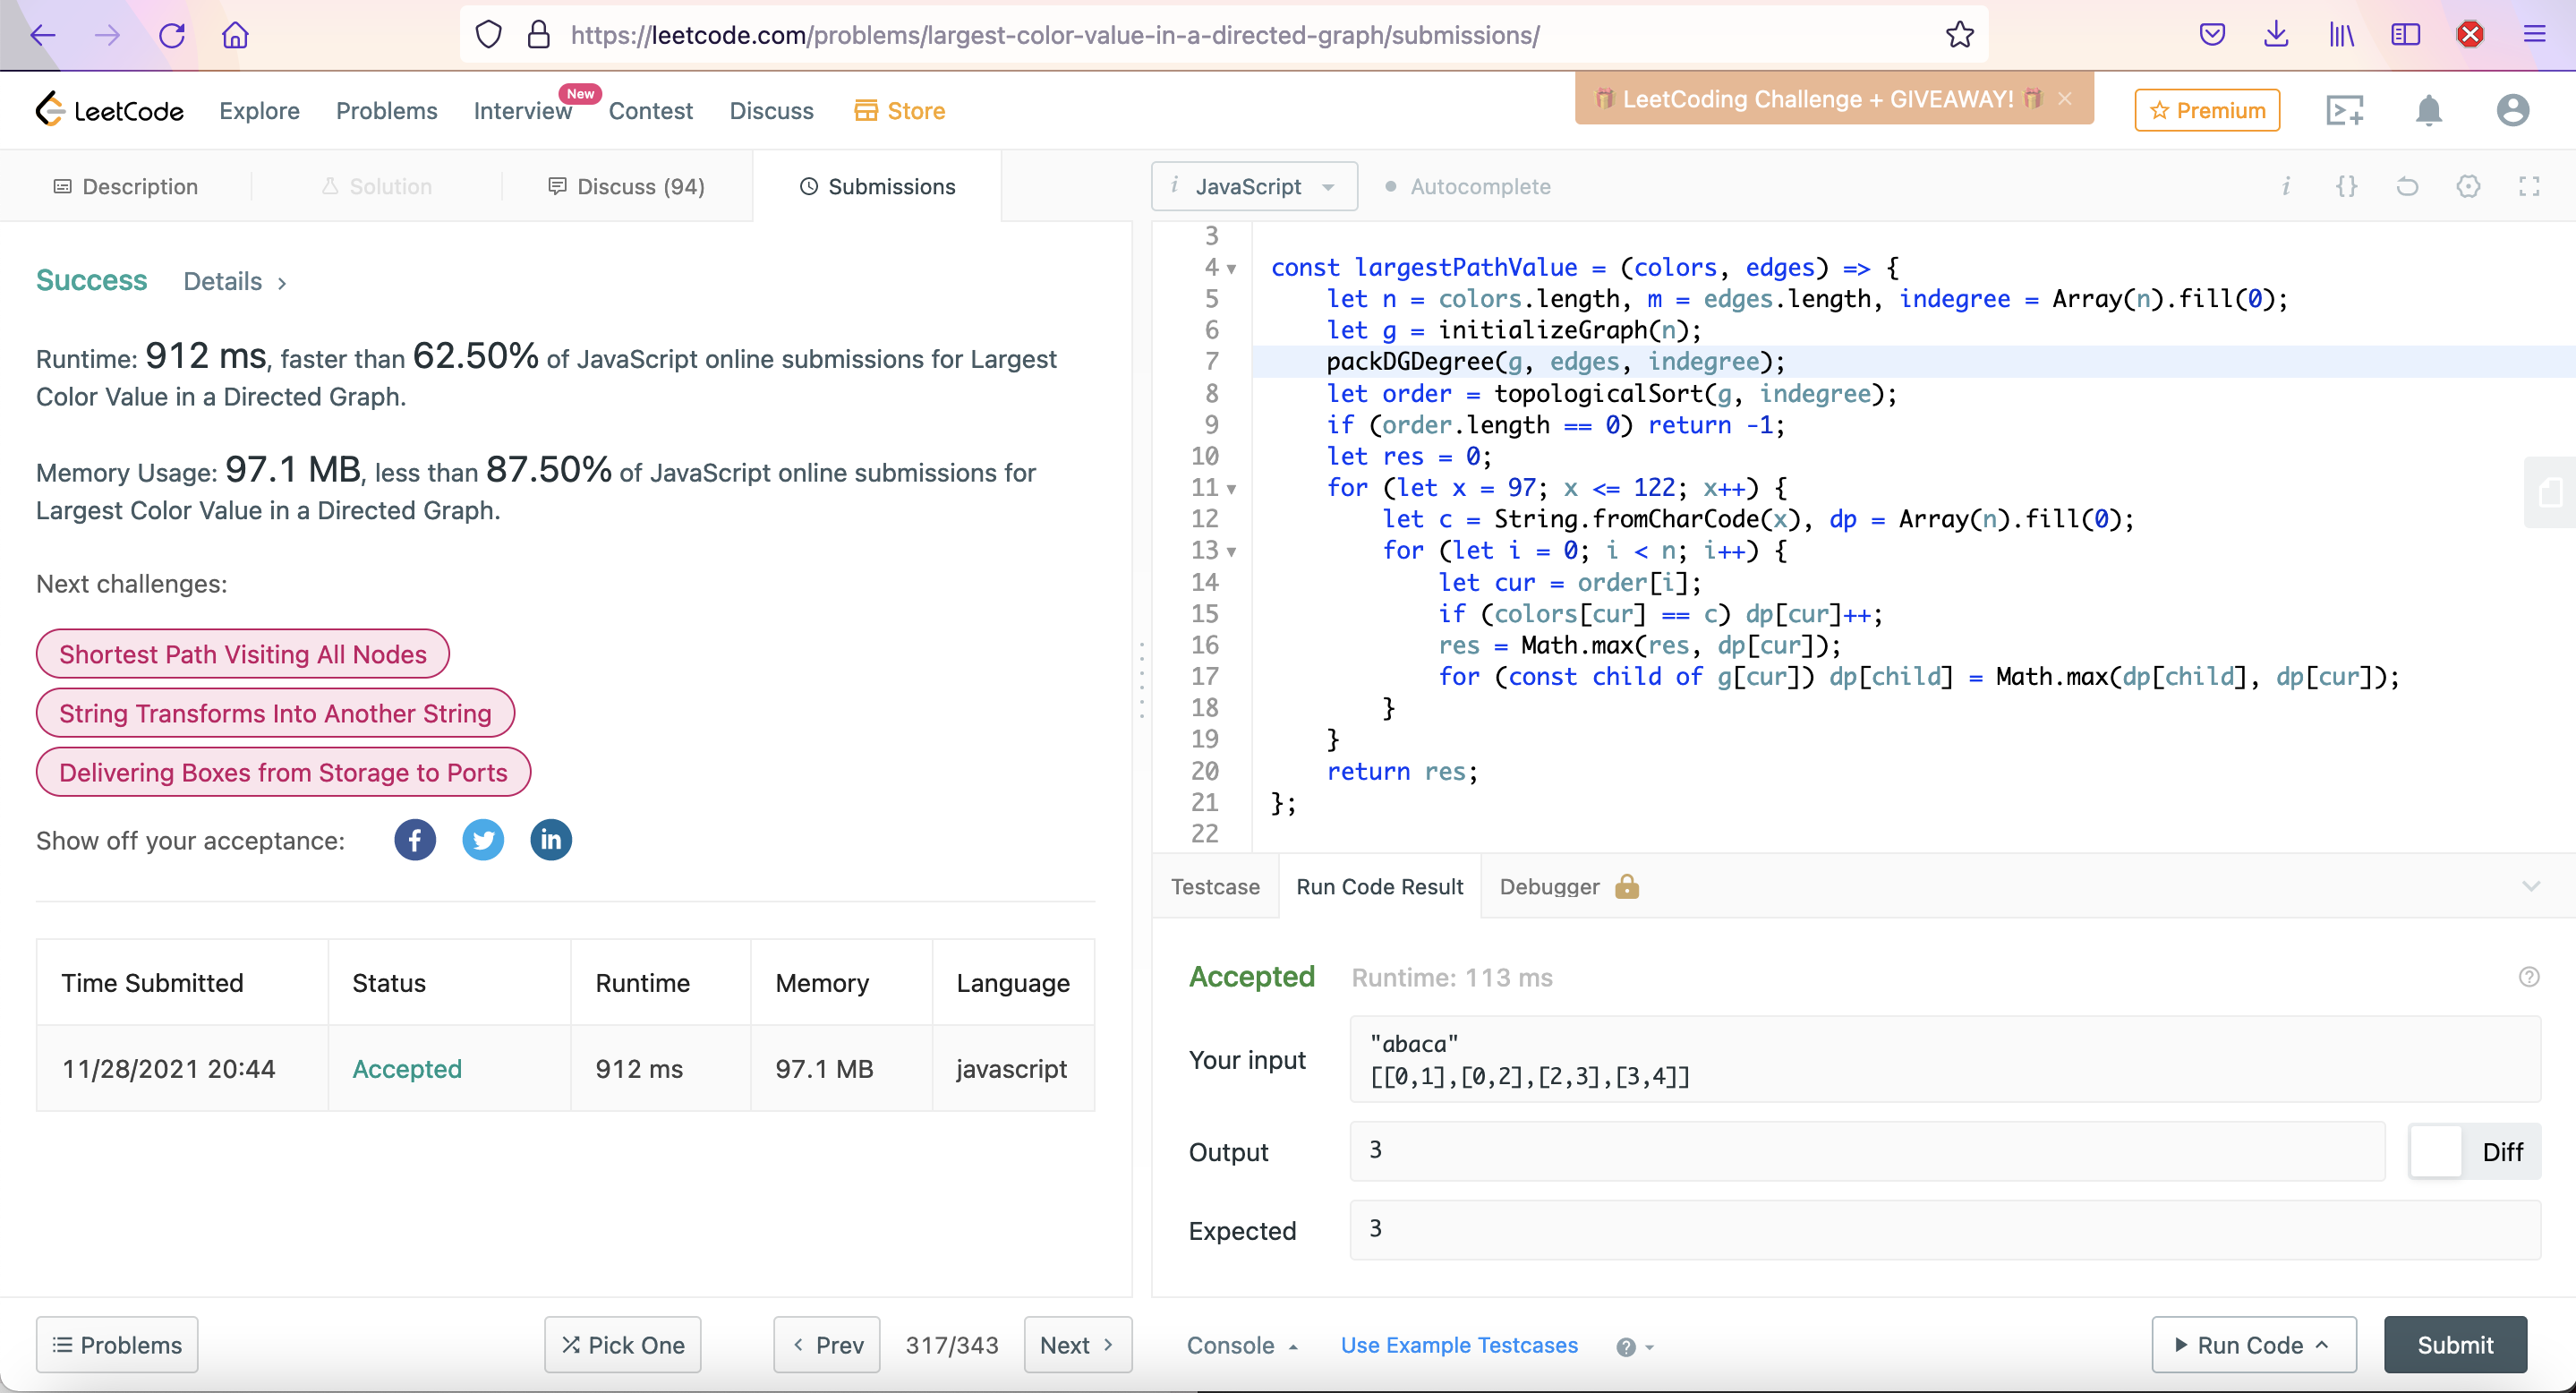 https://leetcode.com/problems/largest-color-value-in-a-directed-graph/submissions/
LeetCode
Explore
Problems
Interview
New
Contest
Discuss
Store
LeetCoding Challenge + GIVEAWAY!
Premium
Description
Solution
Discuss (94)
Submissions
i JavaScript
Autocomplete
Success Details >
Runtime: 912 ms, faster than 62.50% of JavaScript online submissions for Largest
Color Value in a Directed Graph.
Memory Usage: 97.1 MB, less than 87.50% of JavaScript online submissions for
Largest Color Value in a Directed Graph.
Next challenges:
Shortest Path Visiting All Nodes
String Transforms Into Another String
Delivering Boxes from Storage to Ports
Show off your acceptance:
Time Submitted Status Runtime Memory Language
11/28/2021 20:44 Accepted 912 ms 97.1 MB javascript
3
4 const largestPathValue = (colors, edges) => {
5 let n = colors.length, m = edges.length, indegree = Array(n).fill(0);
6 let g = initializeGraph(n);
7 packDGDegree(g, edges, indegree);
8 let order = topologicalSort(g, indegree);
9 if (order.length == 0) return -1;
10 let res = 0;
11 for (let x = 97; x <= 122; x++) {
12 let c = String.fromCharCode(x), dp = Array(n).fill(0);
13 for (let i = 0; i < n; i++) {
14 let cur = order[i];
15 if (colors[cur] == c) dp[cur]++;
16 res = Math.max(res, dp[cur]);
17 for (const child of g[cur]) dp[child] = Math.max(dp[child], dp[cur]);
18 }
19 }
20 return res;
21 };
22
Testcase
Run Code Result
Debugger
Accepted Runtime: 113 ms
Your input
"abaca"
[[0,1],[0,2],[2,3],[3,4]]
Output
3
Diff
Expected
3
Problems
Pick One
< Prev
317/343
Next >
Console
Use Example Testcases
Run Code
Submit